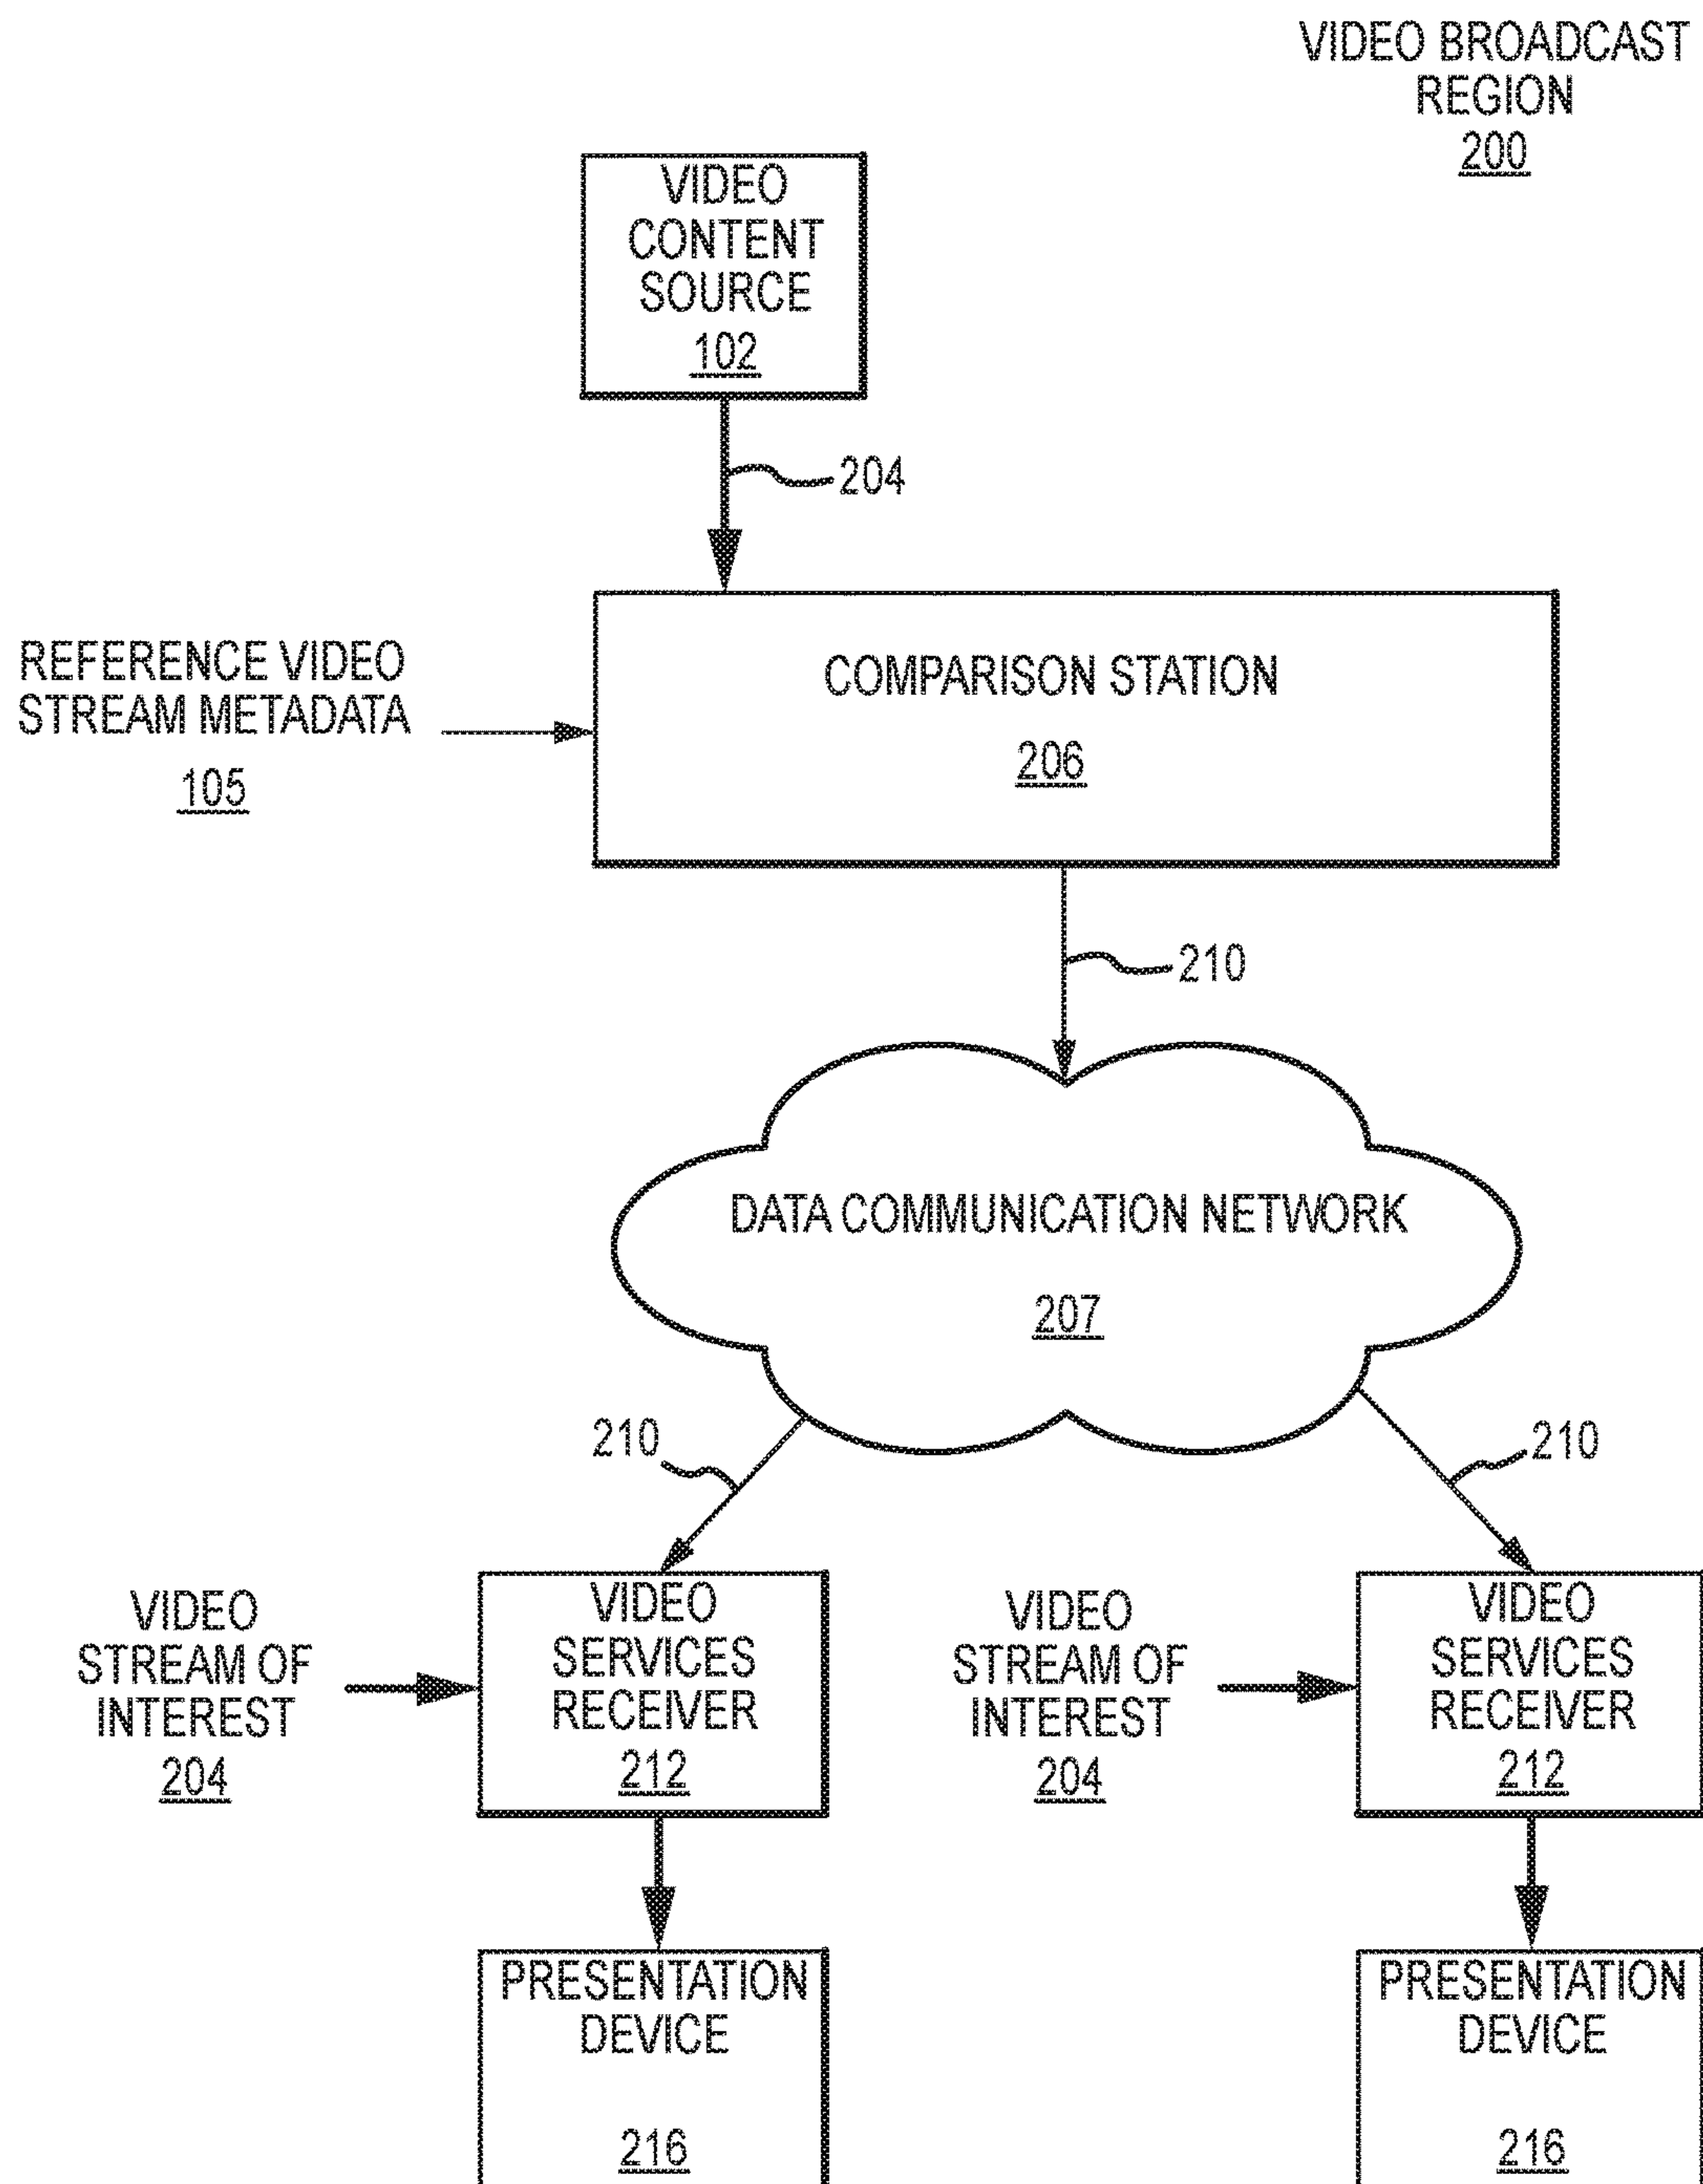 VIDEO BROADCAST
REGION
200
VIDEO
CONTENT
SOURCE
102
204
REFERENCE VIDEO
STREAM METADATA
105
COMPARISON STATION
206
210
DATA COMMUNICATION NETWORK
207
210
210
VIDEO
STREAM OF
INTEREST
204
VIDEO
SERVICES
RECEIVER
212
VIDEO
STREAM OF
INTEREST
204
VIDEO
SERVICES
RECEIVER
212
PRESENTATION
DEVICE
216
PRESENTATION
DEVICE
216